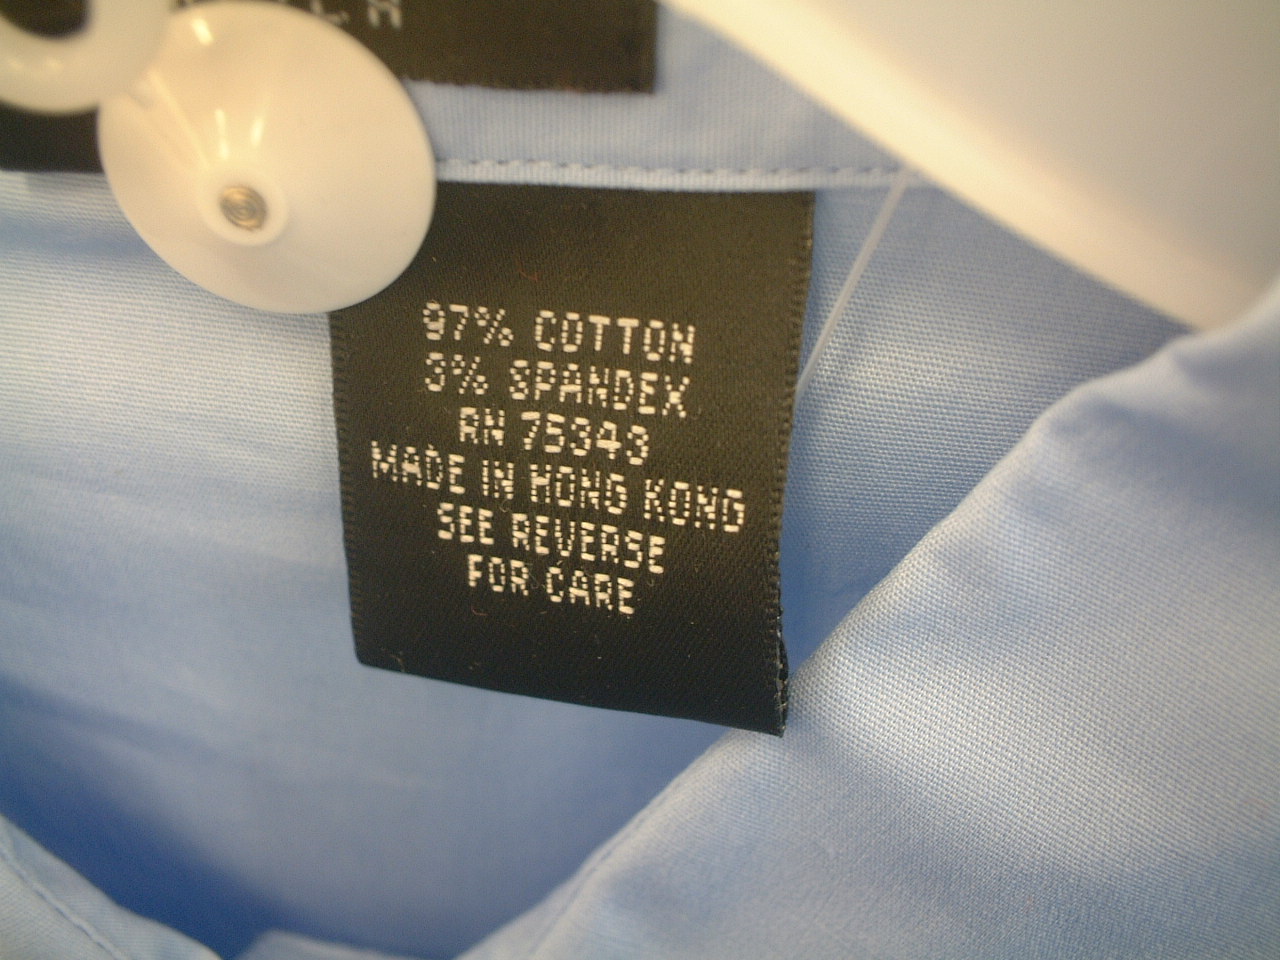 97% COTTON
3% SPANDEX
RN 75343
MADE IN HONG KONG
SEE REVERSE
FOR CARE